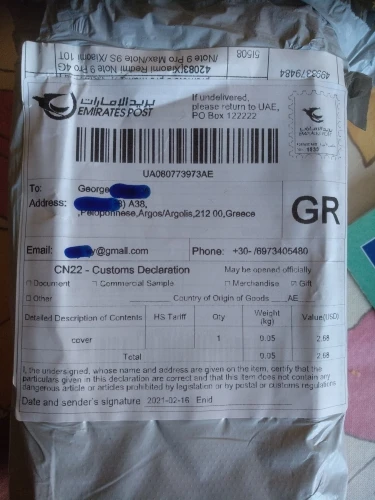 /Note 9 Pro Max/Note 9S /Xiaomi 10T
42083/Xiaomi Redmi Note 9 Pro 4G
51508
4993379484
بريد الإمارات
EMIRATES POST
If undelivered,
please return to UAE,
PO Box 122222
UA080773973AE
To: George
Address: A38,
,Peloponnese,Argos/Argolis,212 00,Greece
GR
Email: y@gmail.com Phone: +30-/6973405480
CN22 - Customs Declaration May be opened officially
Document Commercial Sample Merchandise Gift
Other Country of Origin of Goods AE
Detailed Description of Contents HS Tariff Qty Weight (kg) Value(USD)
cover 1 0.05 2.68
Total 0.05 2.68
I, the undersigned, whose name and address are given on the item, certify that the
particulars given in this declaration are correct and that this item does not contain any
dangerous article or articles prohibited by legislation or by postal or customs regulations
Date and sender's signature 2021-02-16 Enid